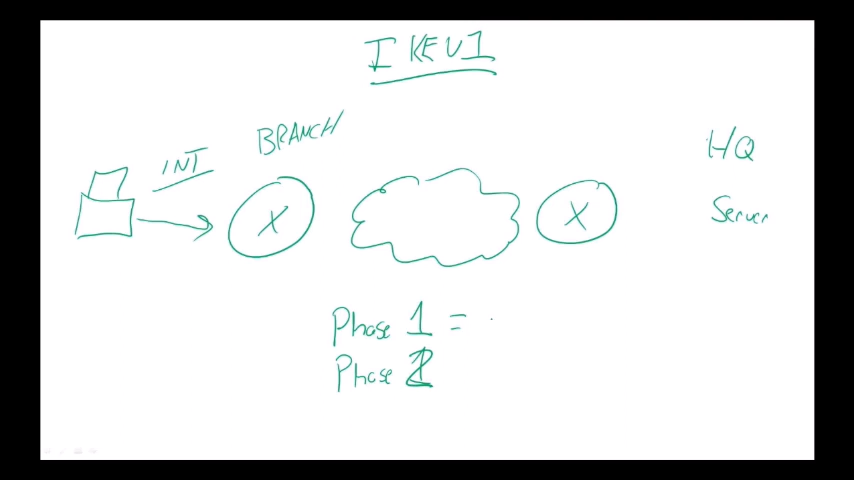 IKEV1
BRANCH
INT
HQ
X
X
Server
Phase 1 =
Phase 2